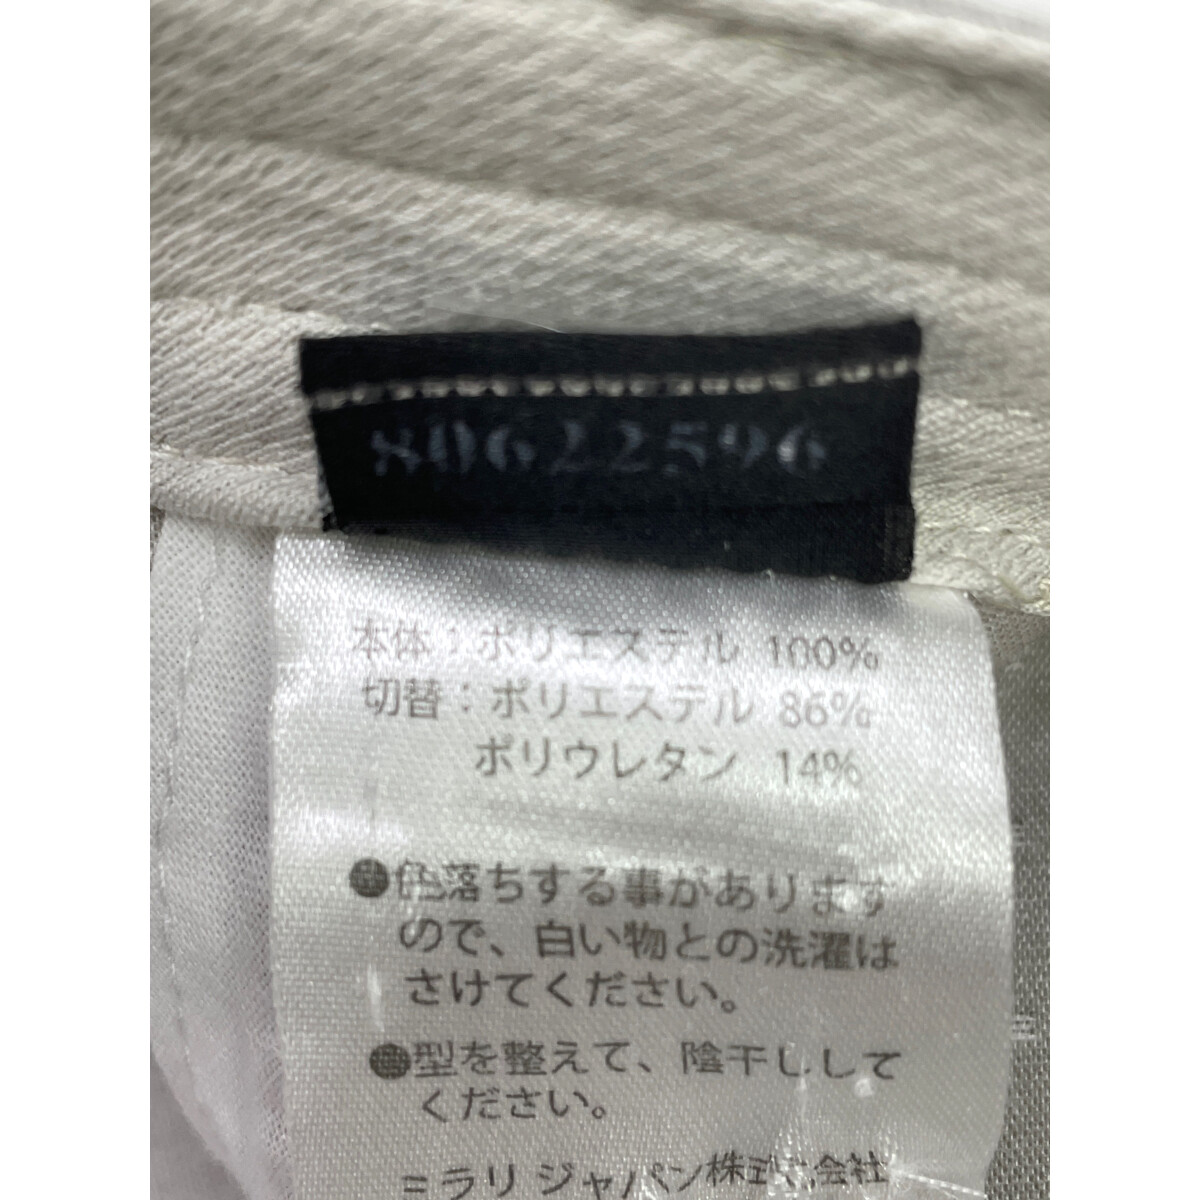 80622596
本体：ポリエステル 100%
切替：ポリエステル 86%
ポリウレタン 14%
●色落ちする事があります
ので、白い物との洗濯は
さけてください。
●型を整えて、陰干しして
ください。
ミラリ ジャパン株式会社